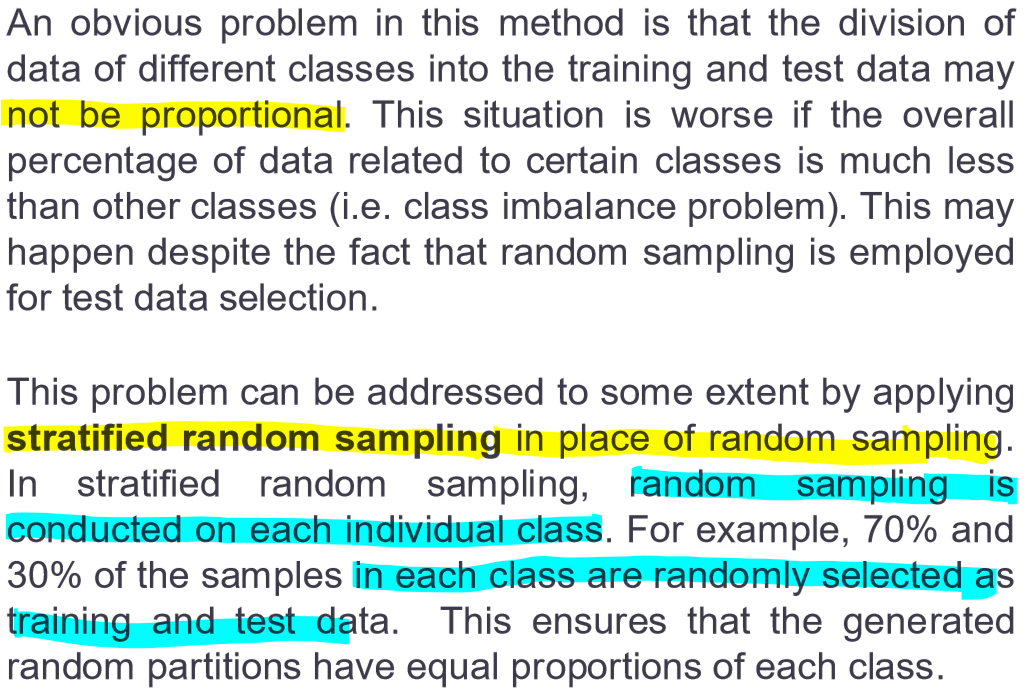 An obvious problem in this method is that the division of
data of different classes into the training and test data may
not be proportional. This situation is worse if the overall
percentage of data related to certain classes is much less
than other classes (i.e. class imbalance problem). This may
happen despite the fact that random sampling is employed
for test data selection.
This problem can be addressed to some extent by applying
stratified random sampling in place of random sampling.
In stratified random sampling, random sampling is
conducted on each individual class. For example, 70% and
30% of the samples in each class are randomly selected as
training and test data. This ensures that the generated
random partitions have equal proportions of each class.